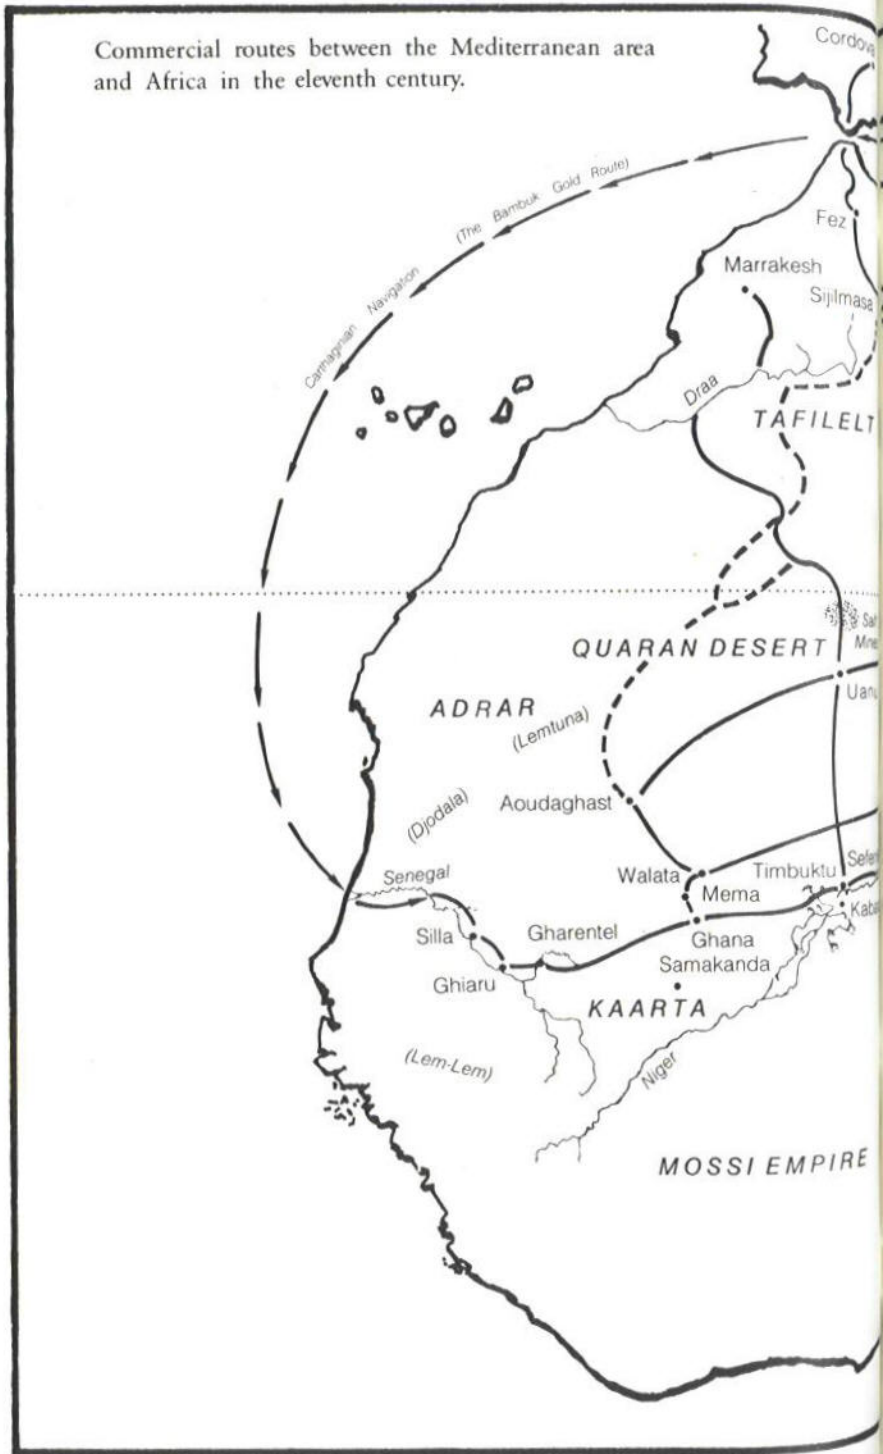 Commercial routes between the Mediterranean area
and Africa in the eleventh century.
Cordova
(The Bambuk Gold Route)
Fez
Marrakesh
Carthaginian Navigation
Sijilmasa
Draa
TAFILELT
Salt
QUARAN DESERT
ADRAR
(Lemtuna)
Aoudaghast
(Djodala)
Senegal
Walata
Timbuktu
Mema
Silla
Gharentel
Ghana
Samakanda
Ghiaru
KAARTA
(Lem-Lem)
Niger
MOSSI EMPIRE